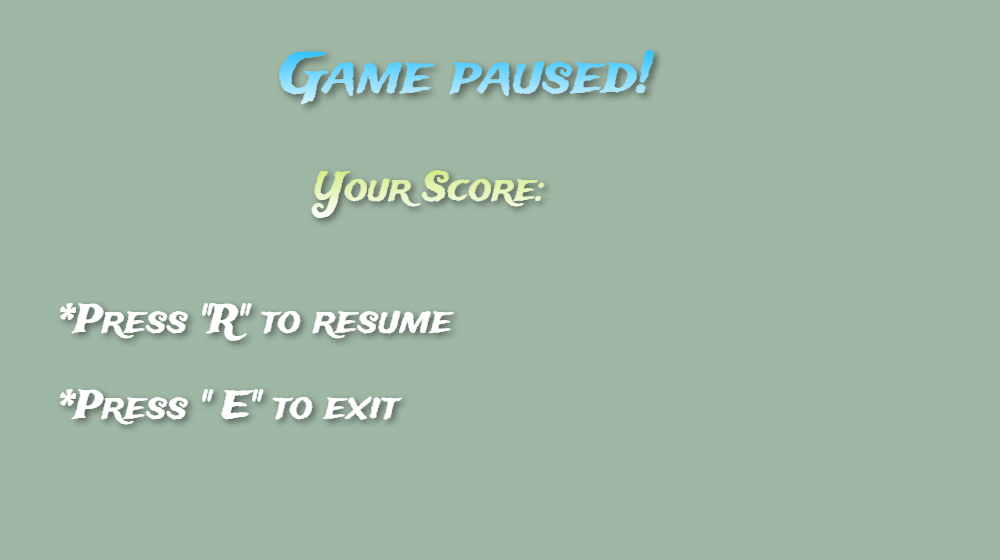 Game paused!
Your Score:
*Press "R" to resume
*Press " E" to exit